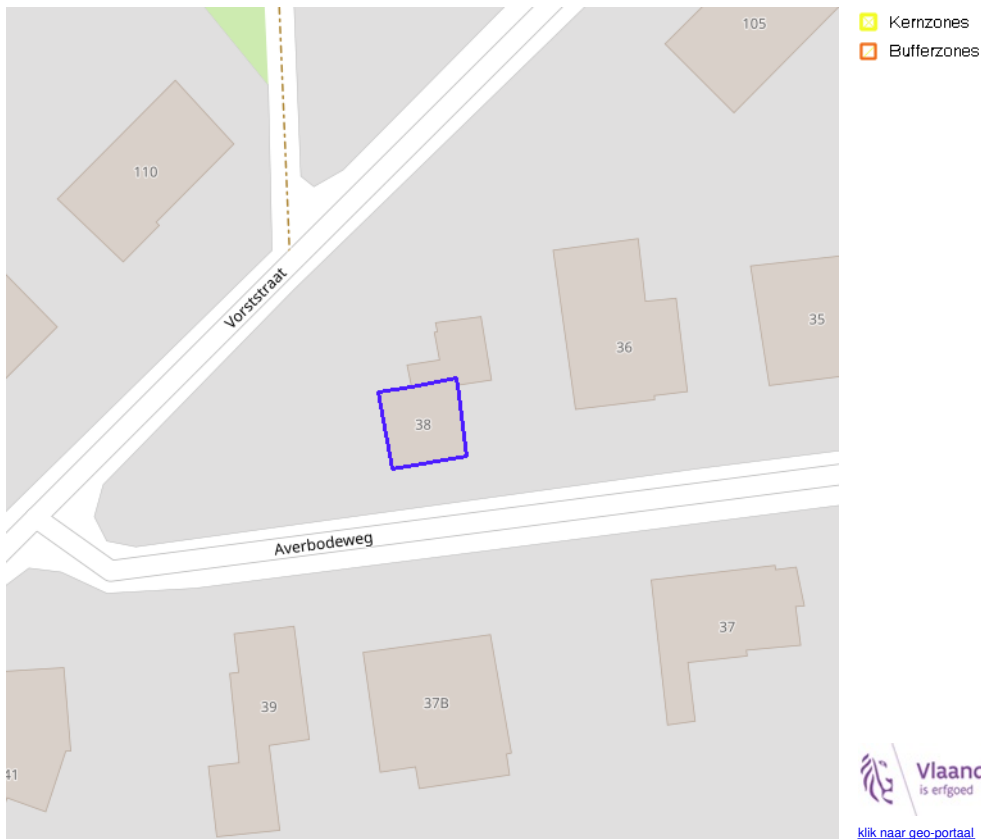 105
Kernzones
Bufferzones
110
Vorststraat
35
36
38
Averbodeweg
37
37B
39
41
Vlaand
is erfgoed
klik naar geo-portaal